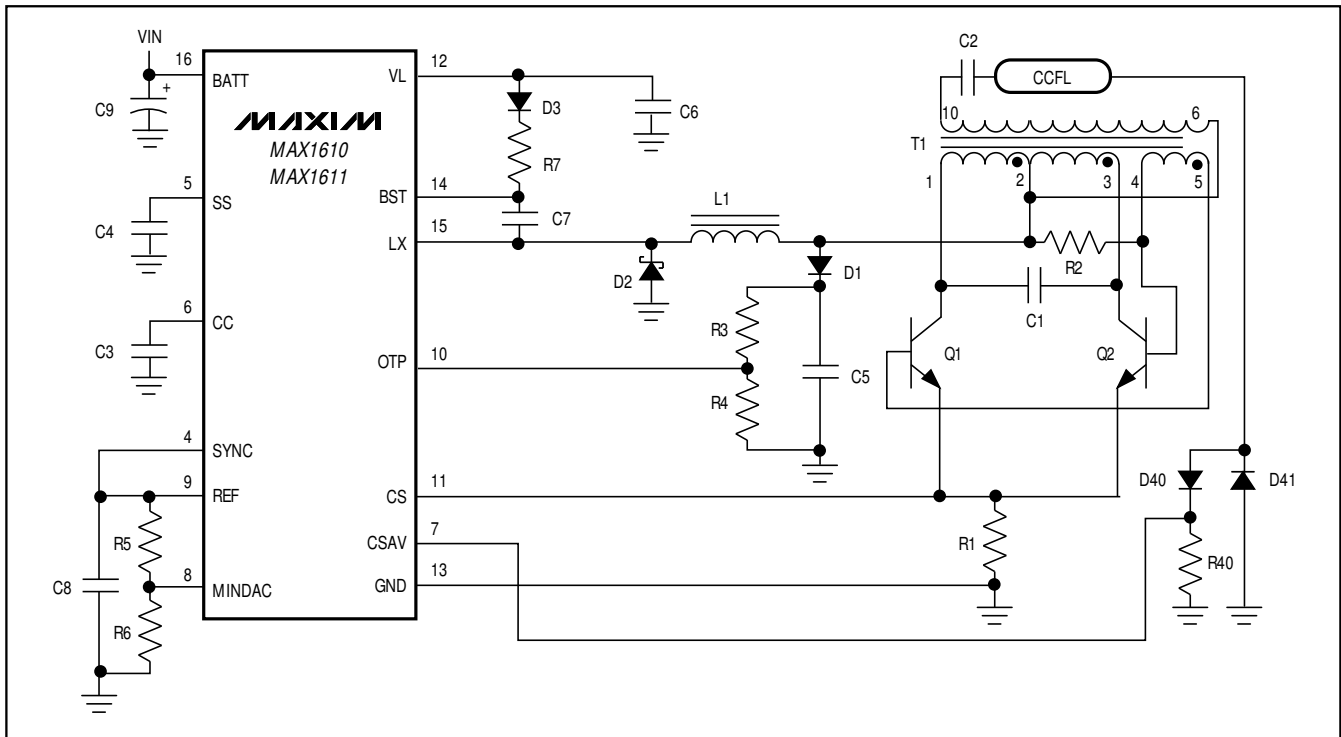 VIN
16
BATT
C9
+
MAXIM
MAX1610
MAX1611
VL
12
D3
C6
R7
5
SS
C4
BST
14
C7
LX
15
L1
D2
D1
6
CC
C3
R3
OTP
10
R4
C5
4
SYNC
9
REF
R5
C8
8
MINDAC
R6
CS
11
CSAV
7
GND
13
R1
C2
CCFL
10
6
T1
1
2
3
4
5
R2
C1
Q1
Q2
D40
D41
R40